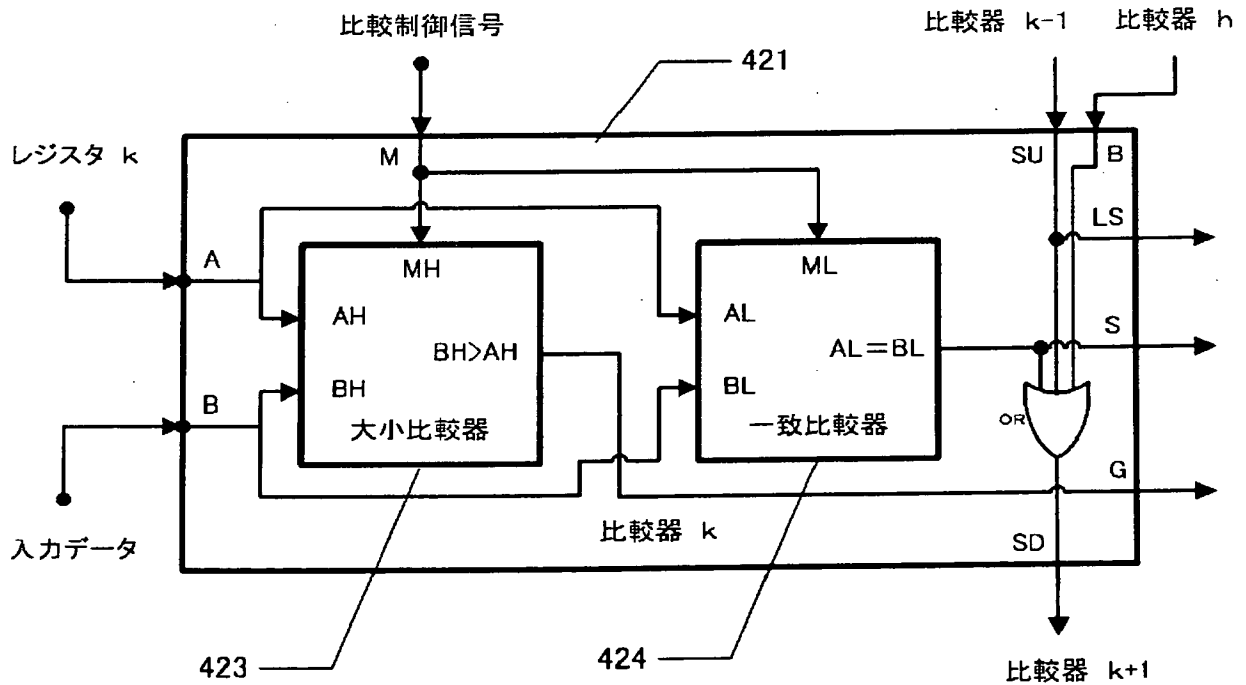 比較制御信号
比較器 k-1
比較器 h
421
レジスタ k
M
SU
B
LS
A
MH
ML
AH
AL
S
BH>AH
AL=BL
BH
BL
B
大小比較器
一致比較器
OR
G
入力データ
比較器 k
SD
423
424
比較器 k+1